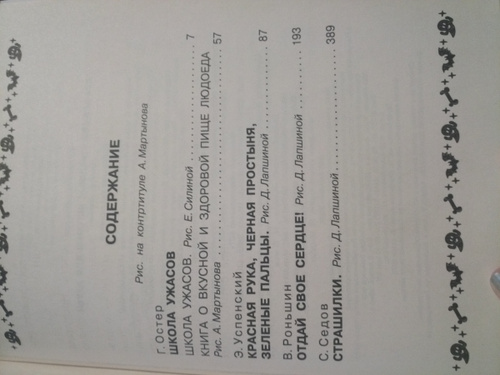 СОДЕРЖАНИЕ
Рис. на контртитуле А. Мартынова
Г. Остер
ШКОЛА УЖАСОВ
ШКОЛА УЖАСОВ. Рис. Е. Силиной .................... 7
КНИГА О ВКУСНОЙ И ЗДОРОВОЙ ПИЩЕ ЛЮДОЕДА
Рис. А. Мартынова .................... 57
Э. Успенский
КРАСНАЯ РУКА, ЧЕРНАЯ ПРОСТЫНЯ,
ЗЕЛЕНЫЕ ПАЛЬЦЫ. Рис. Д. Лапшиной .......... 87
В. Роньшин
ОТДАЙ СВОЕ СЕРДЦЕ! Рис. Д. Лапшиной ....... 193
С. Седов
СТРАШИЛКИ. Рис. Д. Лапшиной .................... 389